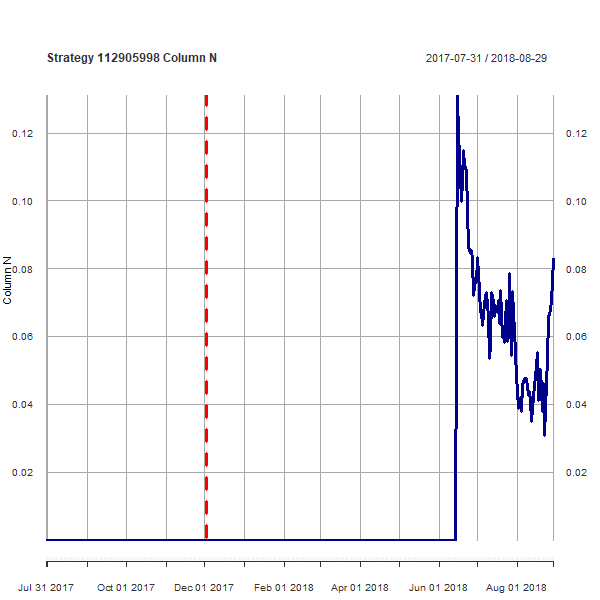 Strategy 112905998 Column N
2017-07-31 / 2018-08-29
0.12
0.12
0.10
0.10
0.08
0.08
Column N
0.06
0.06
0.04
0.04
0.02
0.02
Jul 31 2017
Oct 01 2017
Dec 01 2017
Feb 01 2018
Apr 01 2018
Jun 01 2018
Aug 01 2018